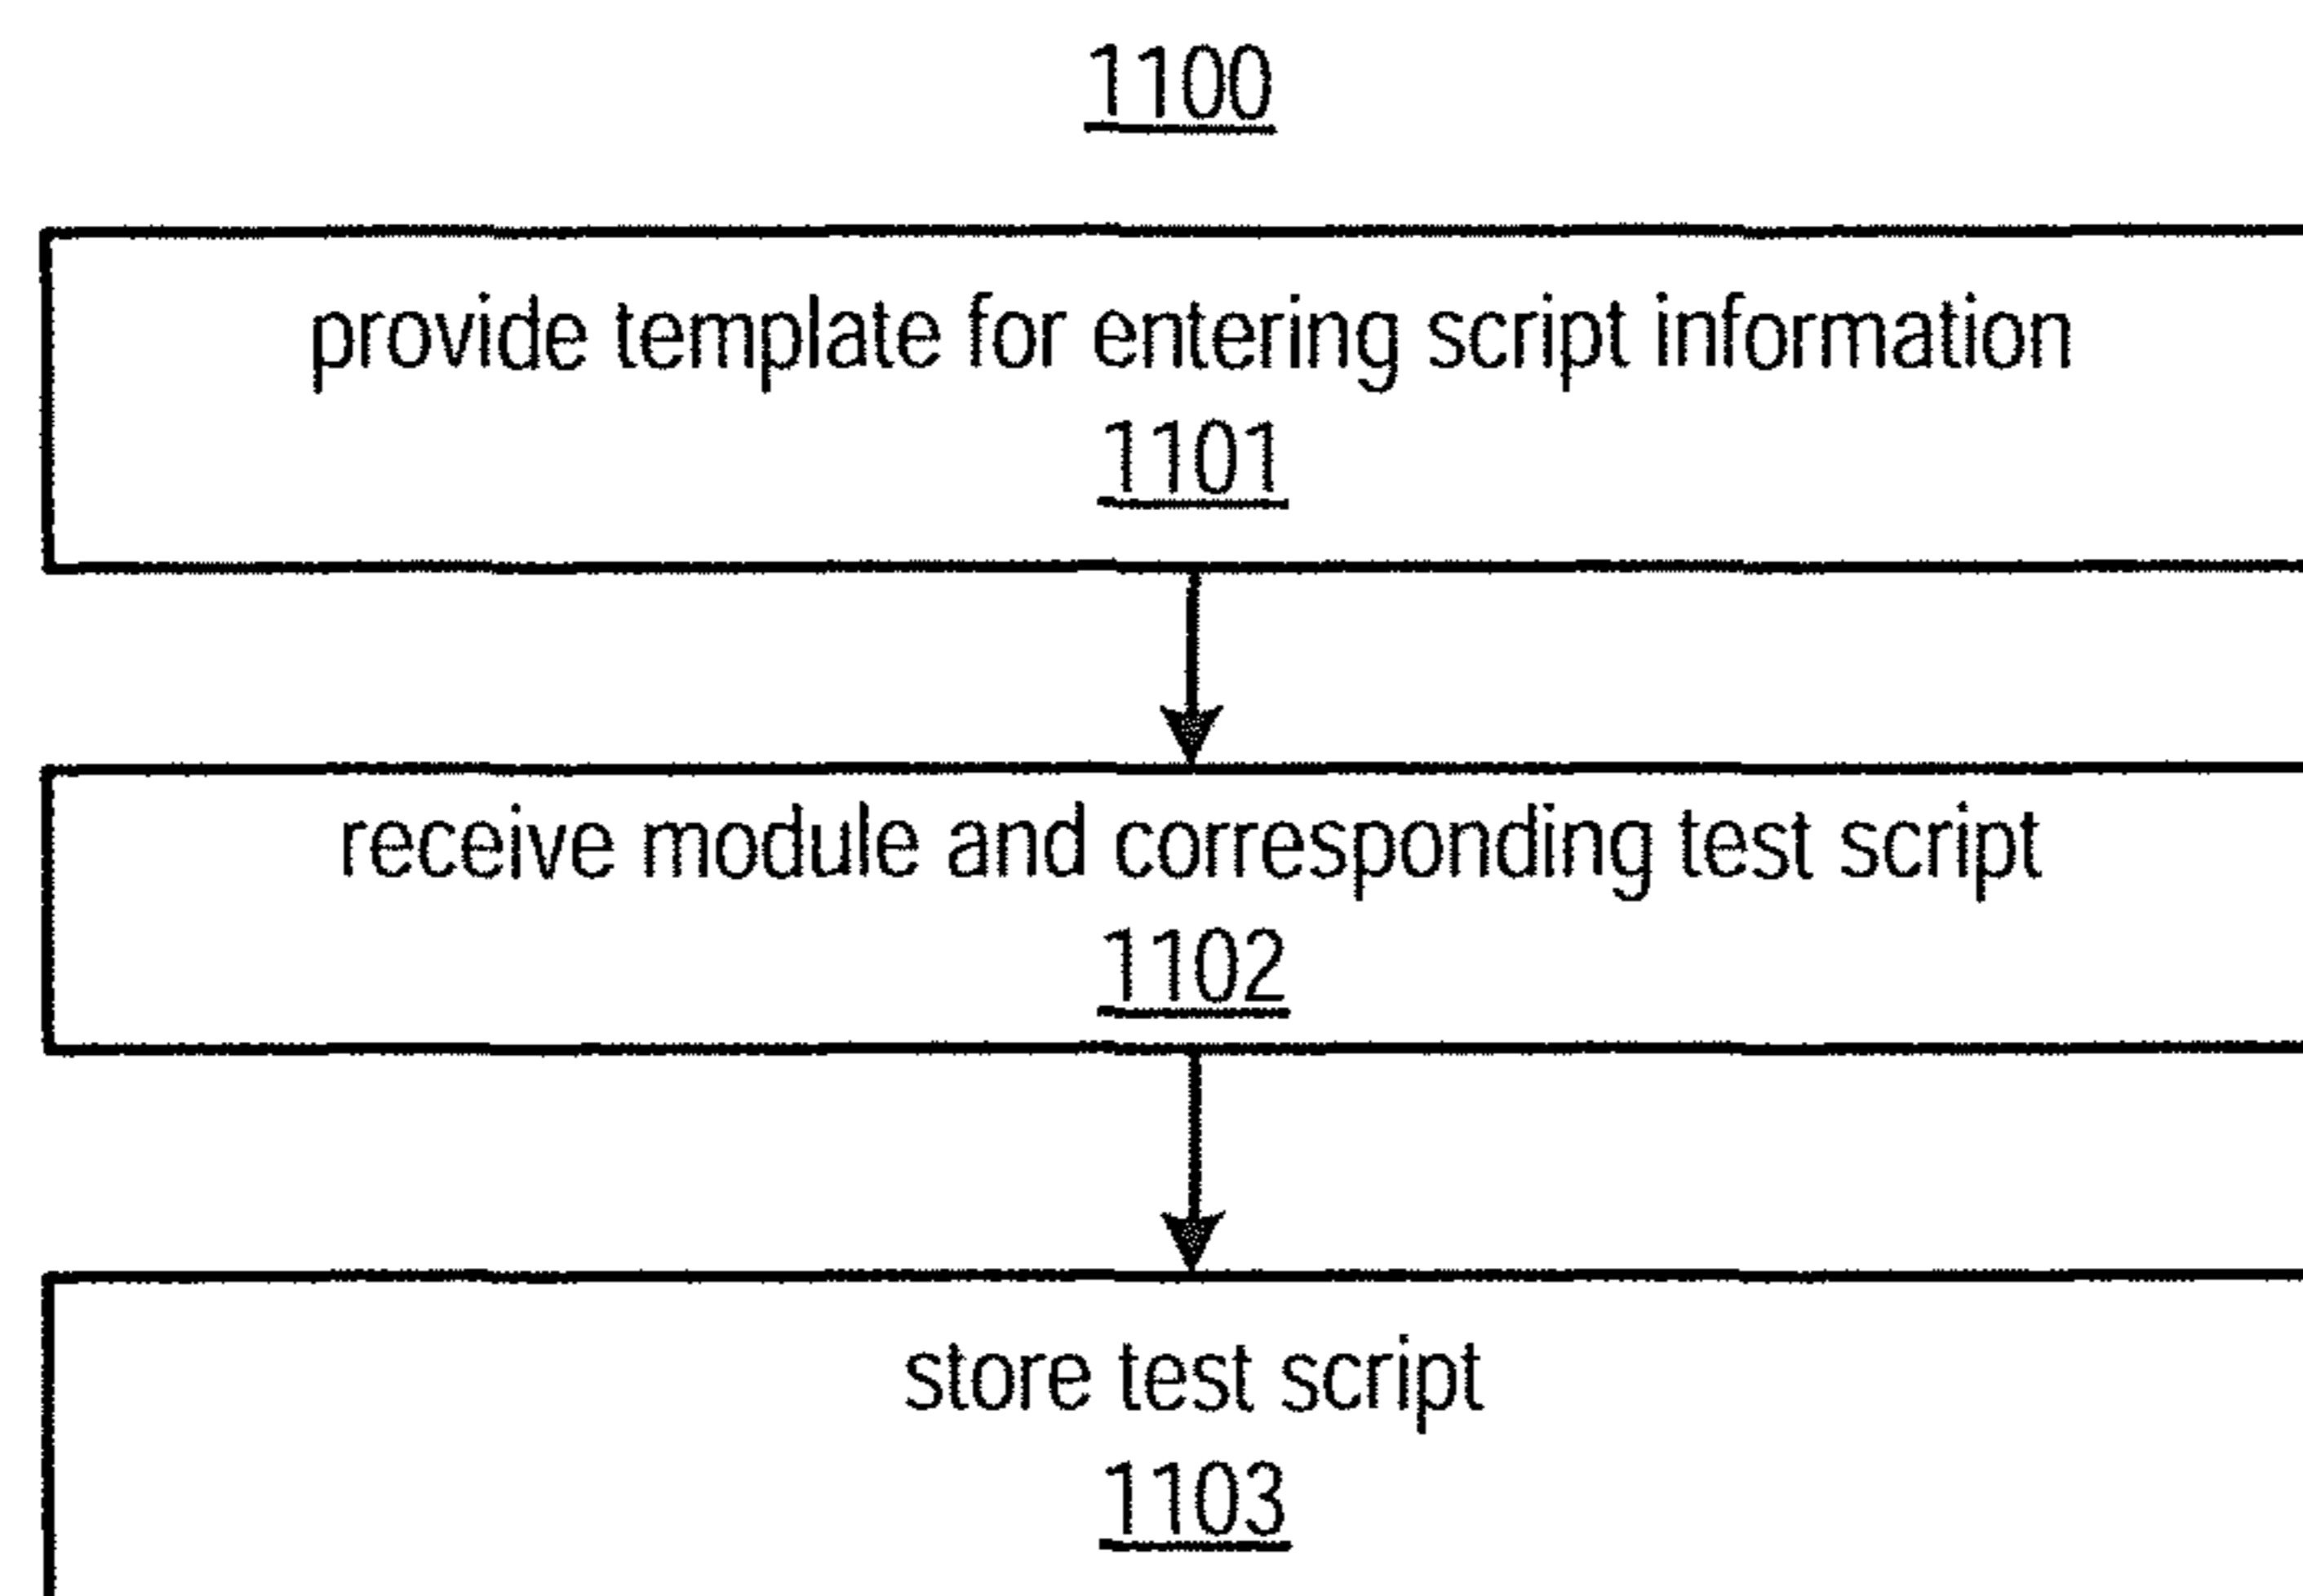 1100
provide template for entering script information
1101
receive module and corresponding test script
1102
store test script
1103